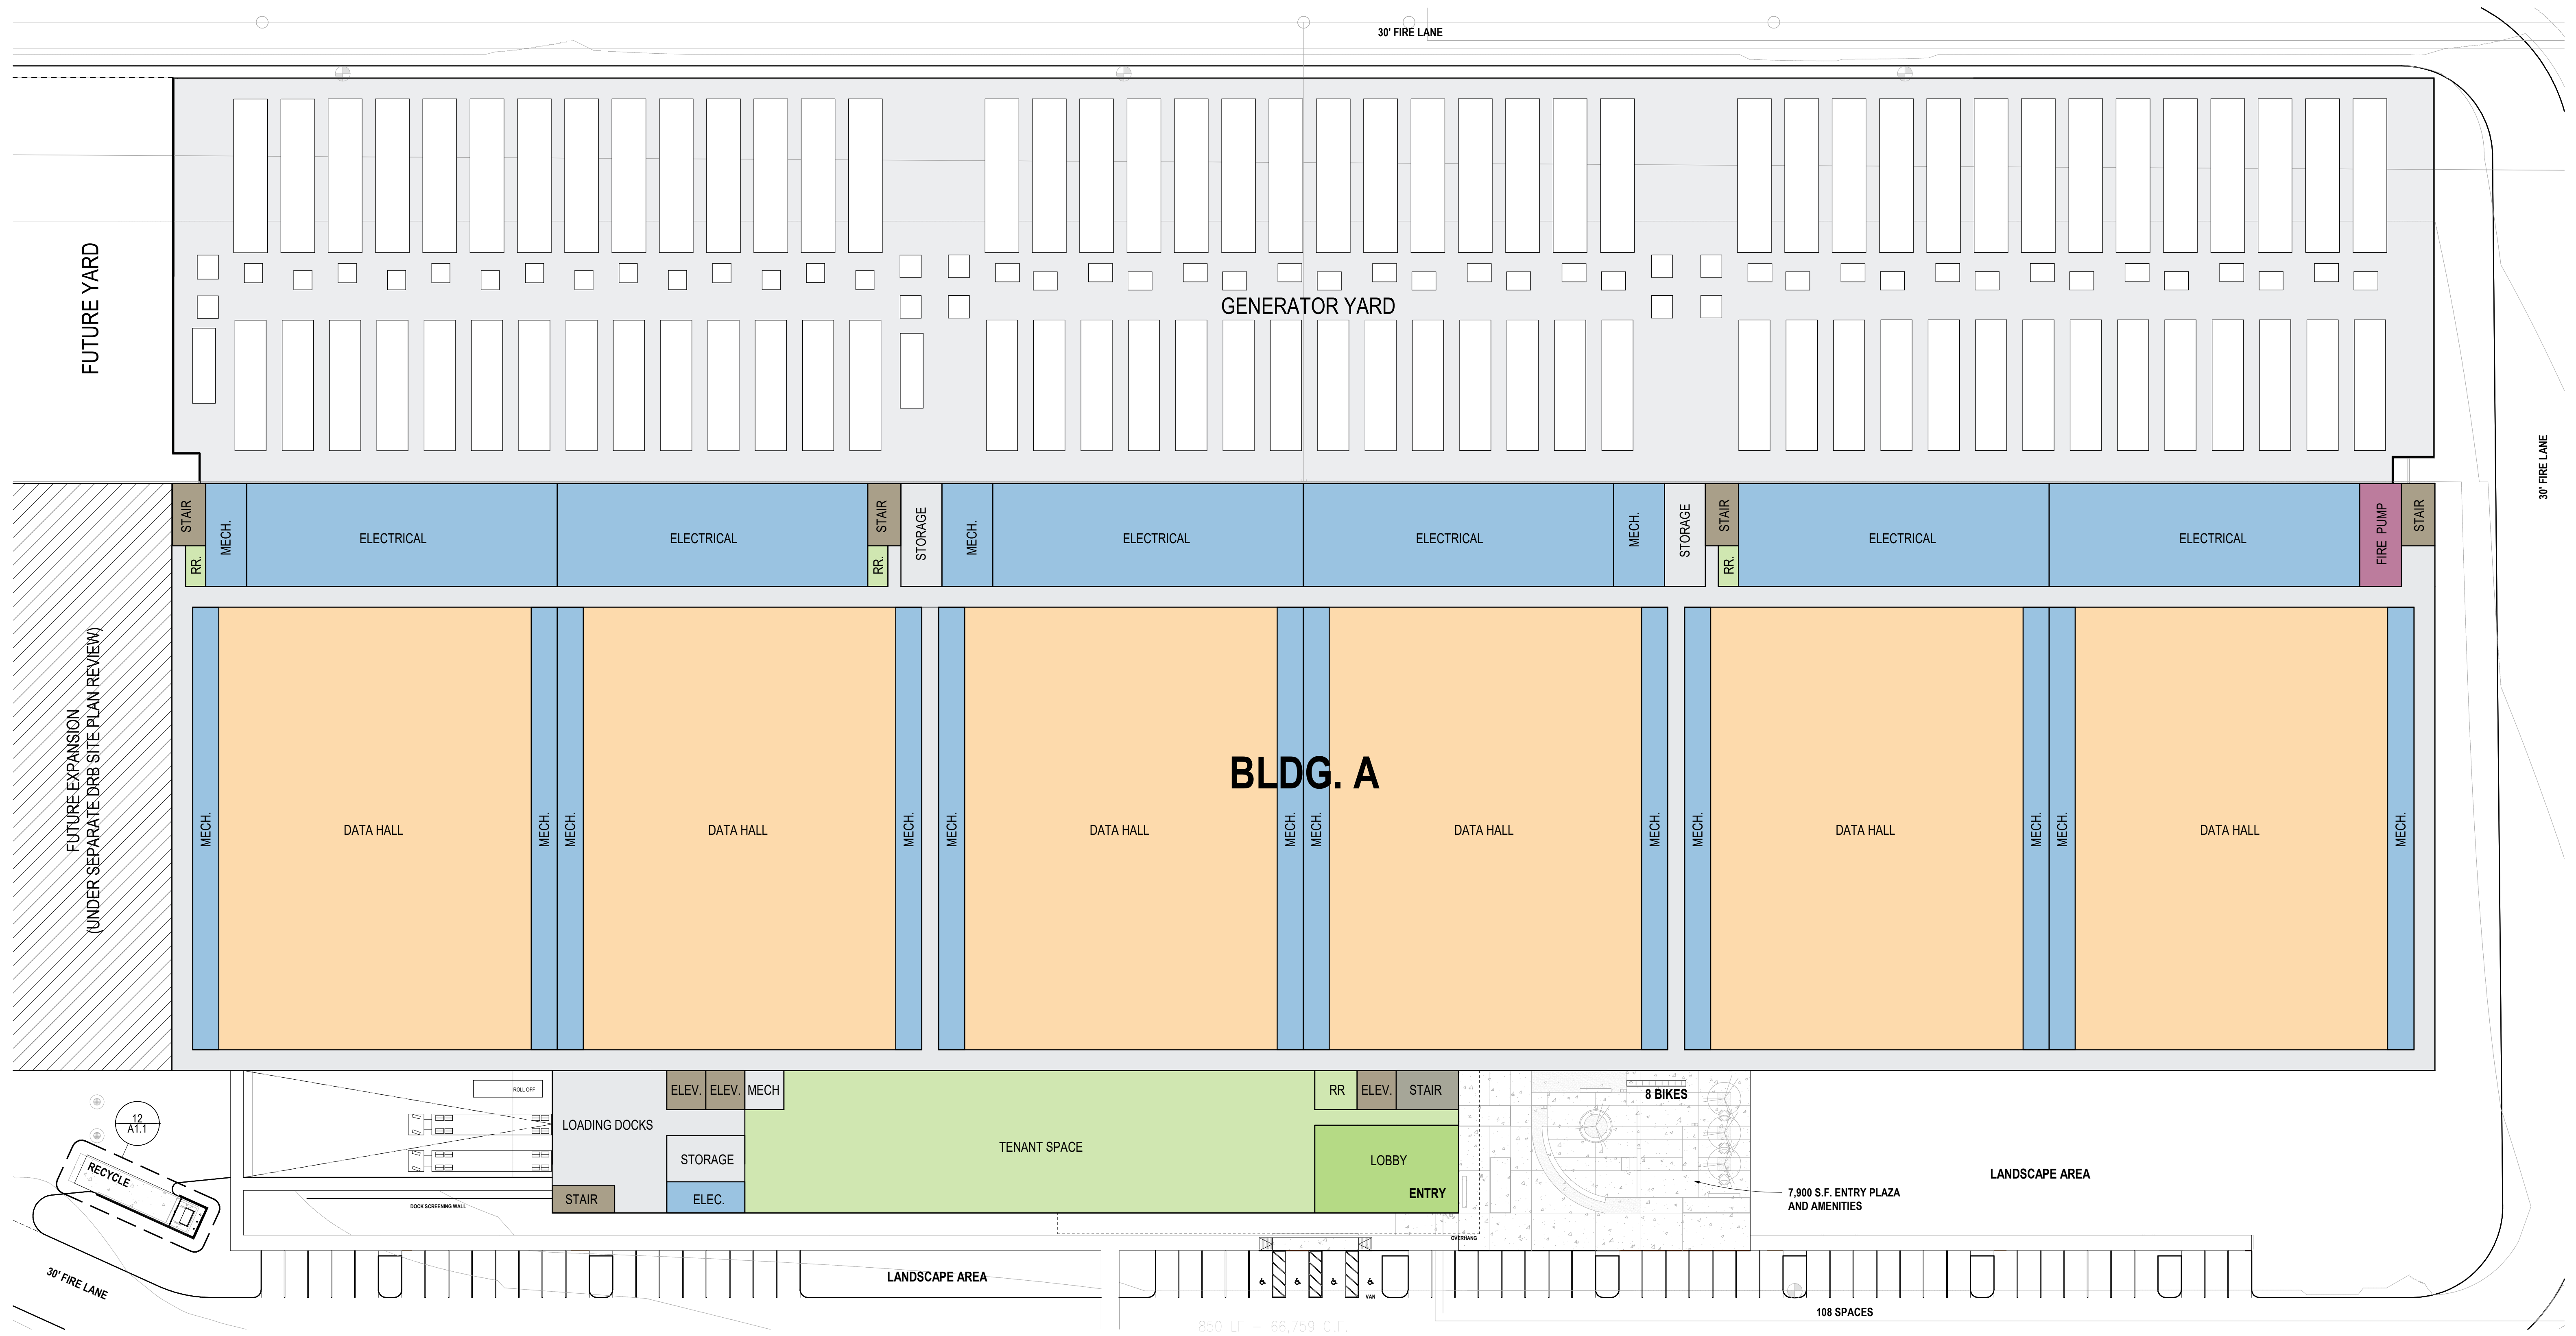 30' FIRE LANE
FUTURE YARD
GENERATOR YARD
30' FIRE LANE
STAIR
RR.
MECH.
ELECTRICAL
ELECTRICAL
STAIR
RR.
STORAGE
MECH.
ELECTRICAL
ELECTRICAL
MECH.
STORAGE
STAIR
RR.
ELECTRICAL
ELECTRICAL
FIRE PUMP
STAIR
FUTURE EXPANSION
(UNDER SEPARATE DRB SITE PLAN REVIEW)
BLDG. A
MECH.
DATA HALL
MECH.
MECH.
DATA HALL
MECH.
MECH.
DATA HALL
MECH.
MECH.
DATA HALL
MECH.
MECH.
DATA HALL
MECH.
MECH.
DATA HALL
MECH.
ROLL OFF
ELEV.
ELEV.
MECH
RR
ELEV.
STAIR
8 BIKES
12
A1.1
LOADING DOCKS
TENANT SPACE
STORAGE
LOBBY
RECYCLE
LANDSCAPE AREA
STAIR
ELEC.
ENTRY
7,900 S.F. ENTRY PLAZA
AND AMENITIES
DOCK SCREENING WALL
OVERHANG
30' FIRE LANE
LANDSCAPE AREA
VAN
108 SPACES
850 LF - 66,759 C.F.